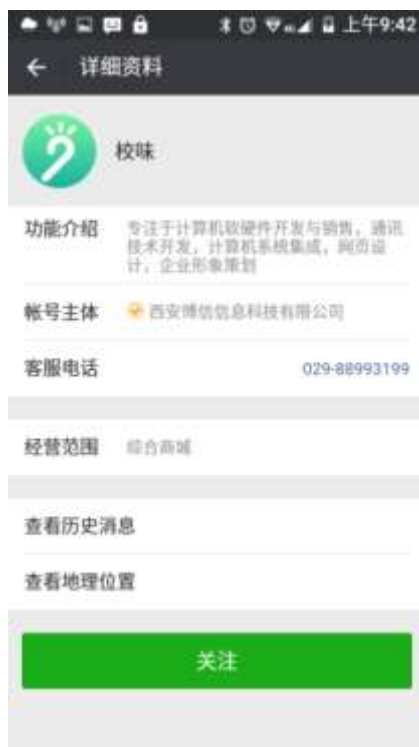 上午9:42
详细资料
校味
功能介绍 专注于计算机软硬件开发与销售，通讯
技术开发，计算机系统集成，网页设
计，企业形象策划
帐号主体 西安博信信息科技有限公司
客服电话 029-88993199
经营范围 综合商城
查看历史消息
查看地理位置
关注